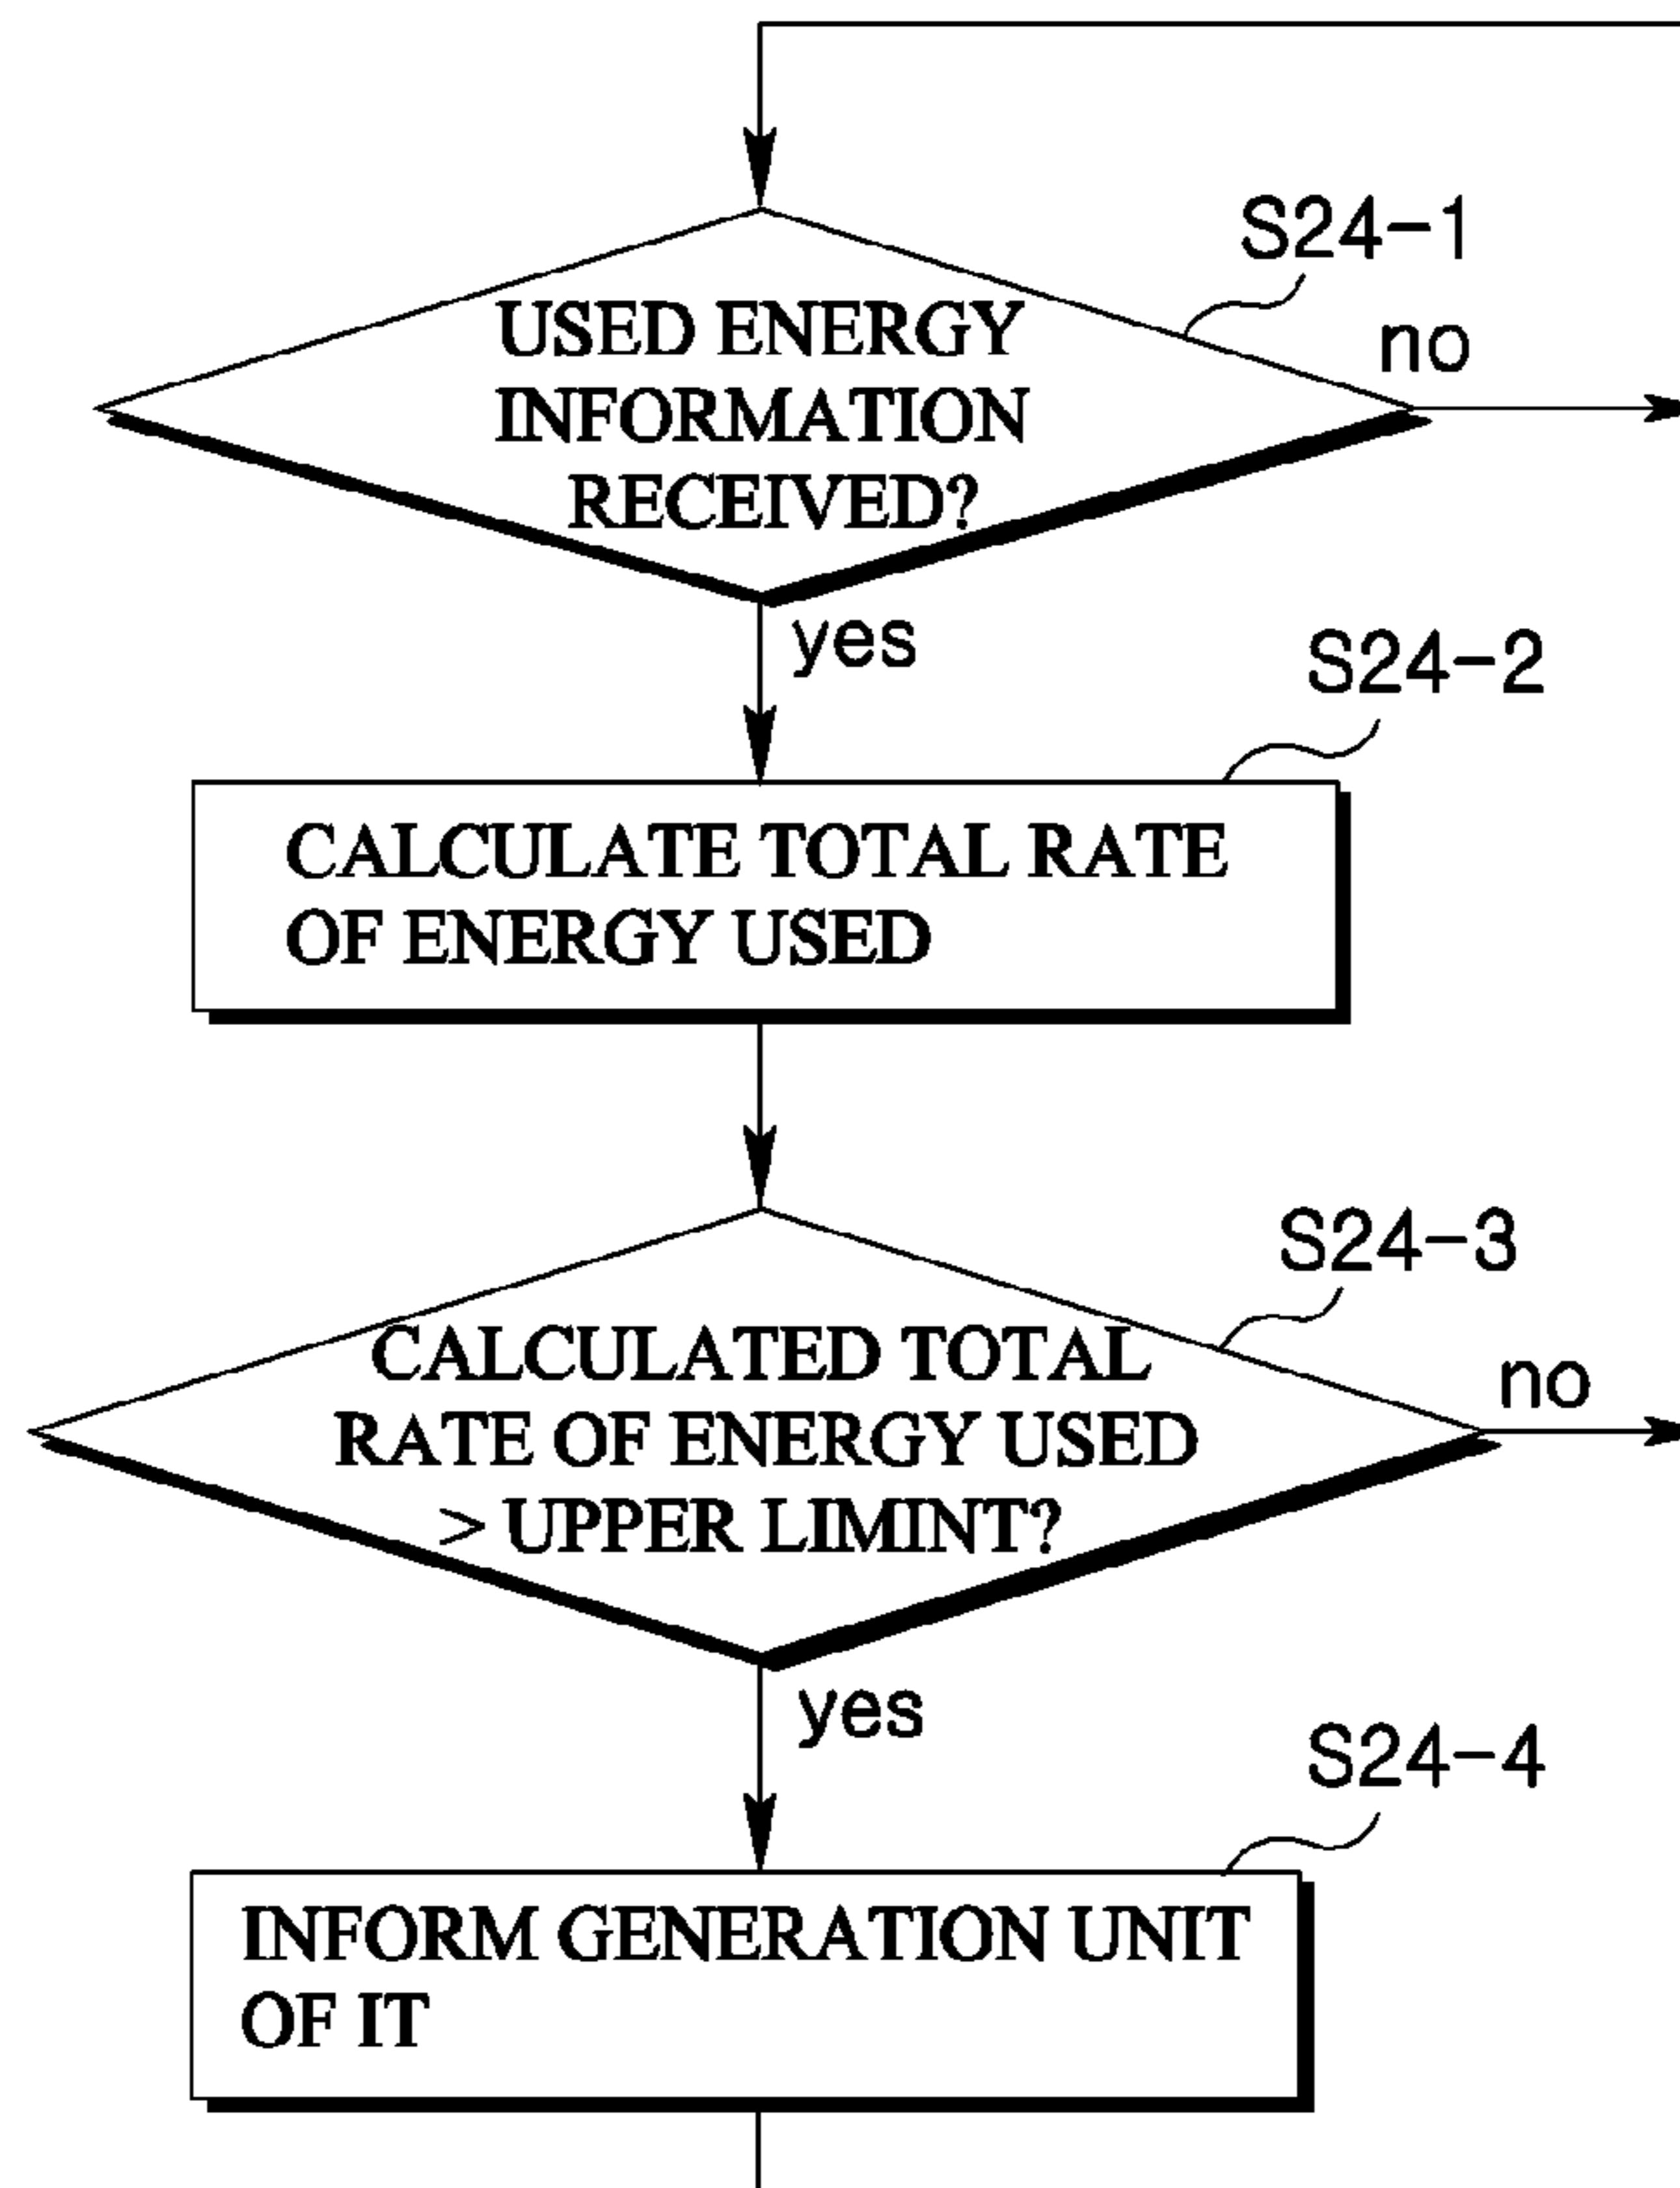 S24-1
USED ENERGY
INFORMATION
RECEIVED?
no
yes
S24-2
CALCULATE TOTAL RATE
OF ENERGY USED
S24-3
CALCULATED TOTAL
RATE OF ENERGY USED
> UPPER LIMINT?
no
yes
S24-4
INFORM GENERATION UNIT
OF IT